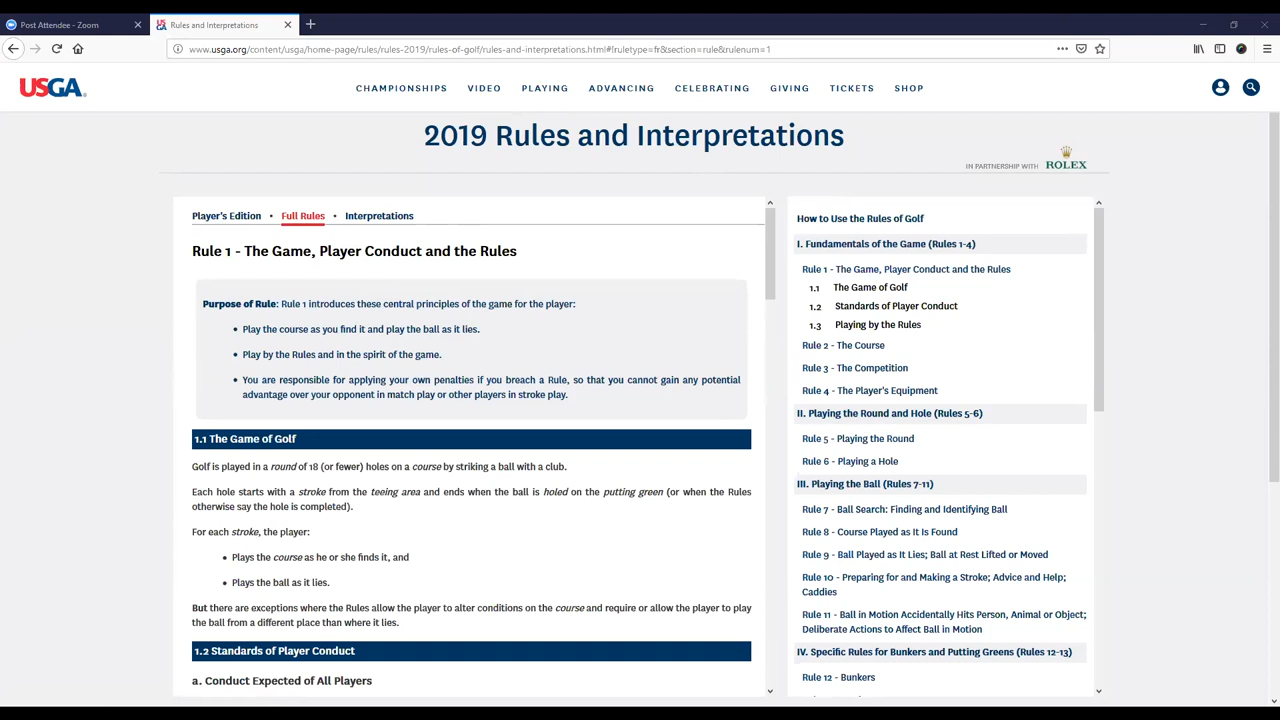 Post Attendee - Zoom
Rules and Interpretations
www.usga.org/content/usga/home-page/rules/rules-2019/rules-of-golf/rules-and-interpretations.html#!ruletype=fr&section=rule&rulenum=1
USGA
CHAMPIONSHIPS VIDEO PLAYING ADVANCING CELEBRATING GIVING TICKETS SHOP
2019 Rules and Interpretations
IN PARTNERSHIP WITH ROLEX
Player's Edition • Full Rules • Interpretations
Rule 1 - The Game, Player Conduct and the Rules
Purpose of Rule: Rule 1 introduces these central principles of the game for the player:
• Play the course as you find it and play the ball as it lies.
• Play by the Rules and in the spirit of the game.
• You are responsible for applying your own penalties if you breach a Rule, so that you cannot gain any potential
advantage over your opponent in match play or other players in stroke play.
1.1 The Game of Golf
Golf is played in a round of 18 (or fewer) holes on a course by striking a ball with a club.
Each hole starts with a stroke from the teeing area and ends when the ball is holed on the putting green (or when the Rules
otherwise say the hole is completed).
For each stroke, the player:
• Plays the course as he or she finds it, and
• Plays the ball as it lies.
But there are exceptions where the Rules allow the player to alter conditions on the course and require or allow the player to play
the ball from a different place than where it lies.
1.2 Standards of Player Conduct
a. Conduct Expected of All Players
How to Use the Rules of Golf
I. Fundamentals of the Game (Rules 1-4)
Rule 1 - The Game, Player Conduct and the Rules
1.1 The Game of Golf
1.2 Standards of Player Conduct
1.3 Playing by the Rules
Rule 2 - The Course
Rule 3 - The Competition
Rule 4 - The Player's Equipment
II. Playing the Round and Hole (Rules 5-6)
Rule 5 - Playing the Round
Rule 6 - Playing a Hole
III. Playing the Ball (Rules 7-11)
Rule 7 - Ball Search: Finding and Identifying Ball
Rule 8 - Course Played as It Is Found
Rule 9 - Ball Played as It Lies; Ball at Rest Lifted or Moved
Rule 10 - Preparing for and Making a Stroke; Advice and Help;
Caddies
Rule 11 - Ball in Motion Accidentally Hits Person, Animal or Object;
Deliberate Actions to Affect Ball in Motion
IV. Specific Rules for Bunkers and Putting Greens (Rules 12-13)
Rule 12 - Bunkers